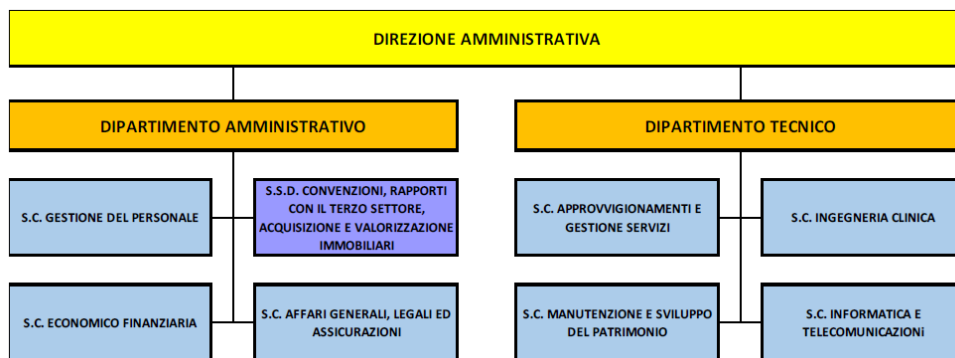 DIREZIONE AMMINISTRATIVA
DIPARTIMENTO AMMINISTRATIVO
DIPARTIMENTO TECNICO
S.C. GESTIONE DEL PERSONALE
S.S.D. CONVENZIONI, RAPPORTI
CON IL TERZO SETTORE,
ACQUISIZIONE E VALORIZZAZIONE
IMMOBILIARI
S.C. APPROVVIGIONAMENTI E
GESTIONE SERVIZI
S.C. INGEGNERIA CLINICA
S.C. ECONOMICO FINANZIARIA
S.C. AFFARI GENERALI, LEGALI ED
ASSICURAZIONI
S.C. MANUTENZIONE E SVILUPPO
DEL PATRIMONIO
S.C. INFORMATICA E
TELECOMUNICAZIONi